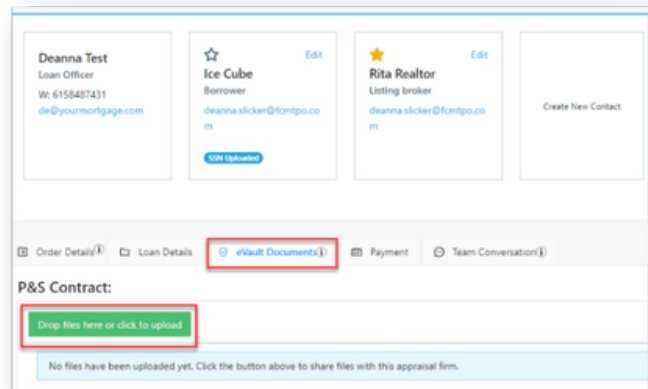 Deanna Test
Loan Officer
W: 6158487431
de@yourmortgage.com
Edit
Ice Cube
Borrower
deanna.slicker@fcmtpo.co
m
SSN Uploaded
Edit
Rita Realtor
Listing broker
deanna.slicker@fcmtpo.co
m
Create New Contact
Order Details
Loan Details
eVault Documents
Payment
Team Conversation
P&S Contract:
Drop files here or click to upload
No files have been uploaded yet. Click the button above to share files with this appraisal firm.